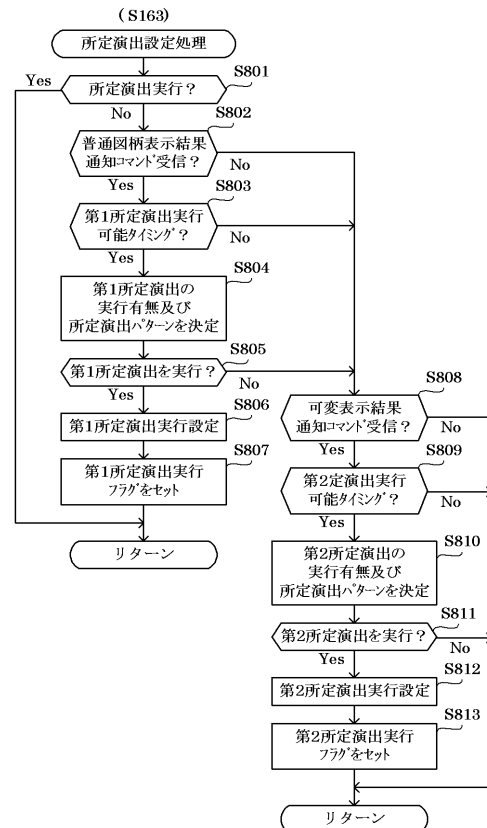 (S163)
所定演出設定処理
S801
Yes
所定演出実行？
No
S802
普通図柄表示結果
通知コマンド受信？
No
Yes
S803
第1所定演出実行
可能タイミング？
No
Yes
S804
第1所定演出の
実行有無及び
所定演出パターンを決定
S805
第1所定演出を実行？
No
Yes
S806
第1所定演出実行設定
S807
第1所定演出実行
フラグをセット
リターン
S808
可変表示結果
通知コマンド受信？
No
Yes
S809
第2定演出実行
可能タイミング？
No
Yes
S810
第2所定演出の
実行有無及び
所定演出パターンを決定
S811
第2所定演出を実行？
No
Yes
S812
第2所定演出実行設定
S813
第2所定演出実行
フラグをセット
リターン